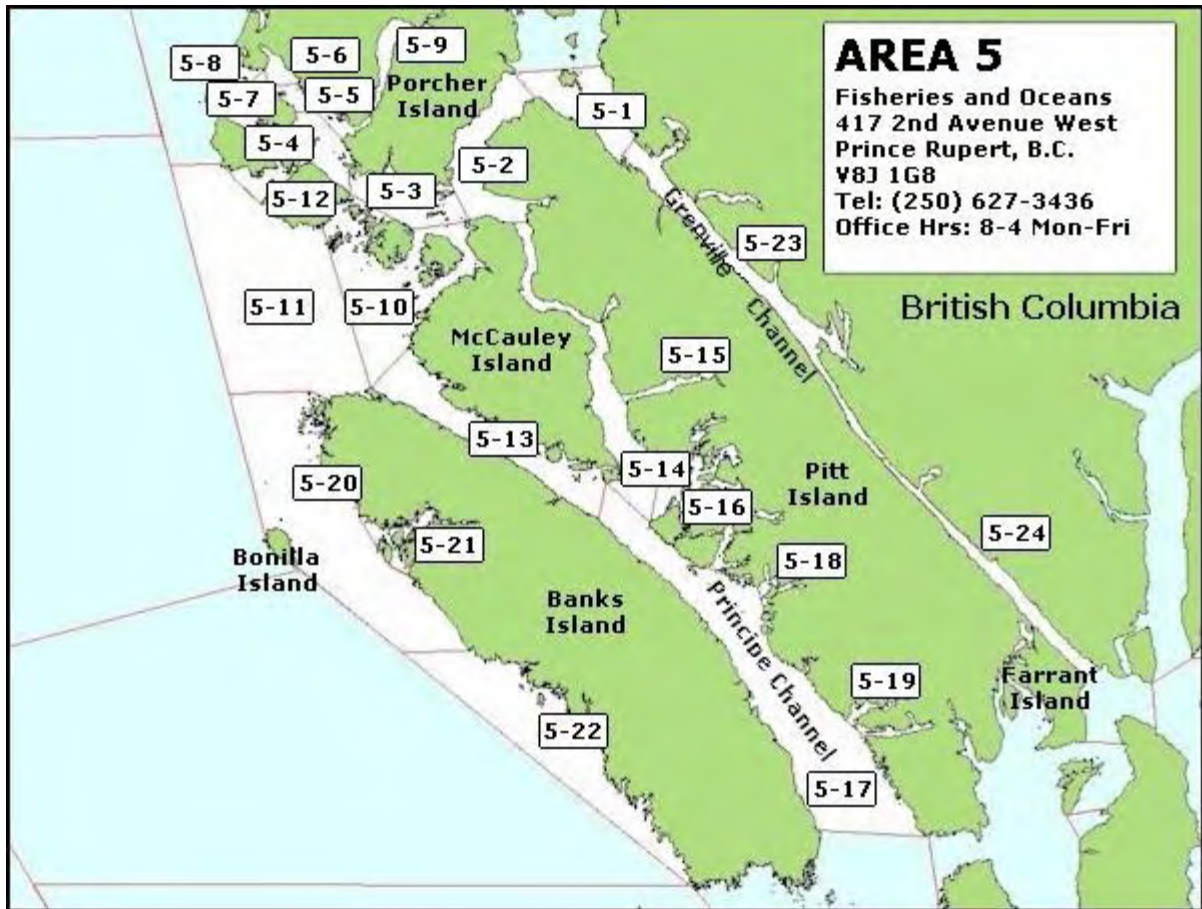 AREA 5
Fisheries and Oceans
417 2nd Avenue West
Prince Rupert, B.C.
V8J 1G8
Tel: (250) 627-3436
Office Hrs: 8-4 Mon-Fri
5-8
5-6
5-9
5-7
5-5
Porcher
Island
5-1
5-4
5-2
5-12
5-3
Grenville
Channel
5-23
British Columbia
5-11
5-10
McCauley
Island
5-15
5-13
5-14
Pitt
Island
5-20
5-16
5-21
5-24
Bonilla
Island
5-18
Banks
Island
Principe Channel
5-19
Farrant
Island
5-22
5-17